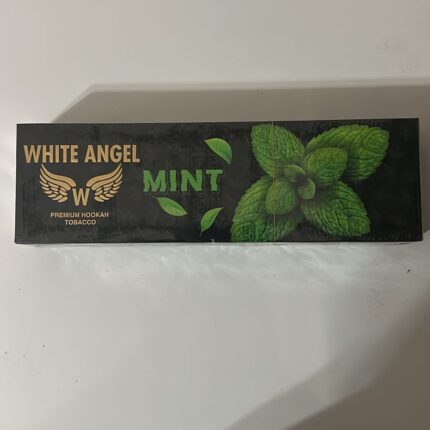 WHITE ANGEL
W
PREMIUM HOOKAH
TOBACCO
MINT